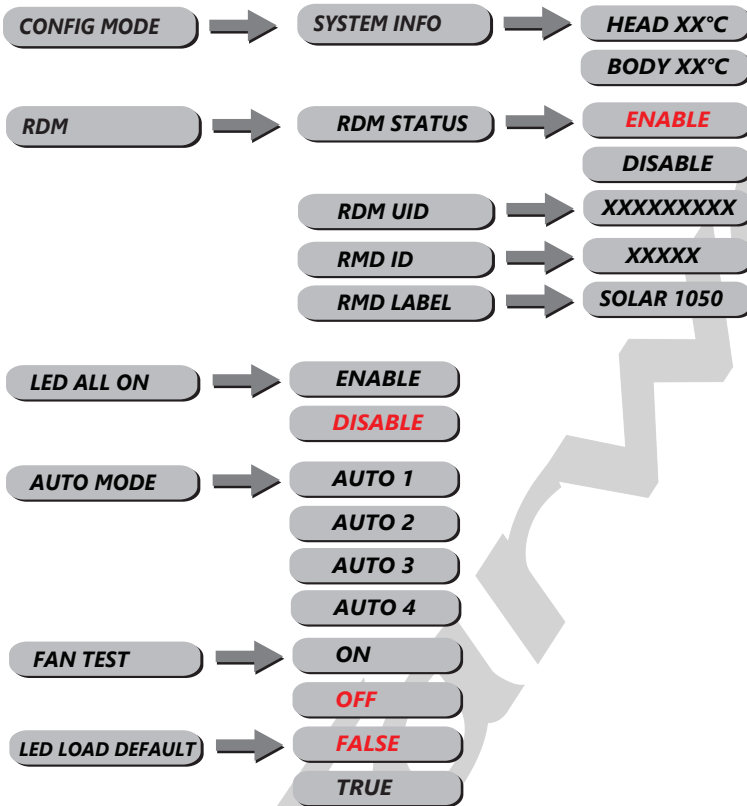 CONFIG MODE SYSTEM INFO HEAD XX°C
BODY XX°C
RDM RDM STATUS ENABLE
DISABLE
RDM UID XXXXXXXXX
RMD ID XXXXX
RMD LABEL SOLAR 1050
LED ALL ON ENABLE
DISABLE
AUTO MODE AUTO 1
AUTO 2
AUTO 3
AUTO 4
FAN TEST ON
OFF
LED LOAD DEFAULT FALSE
TRUE